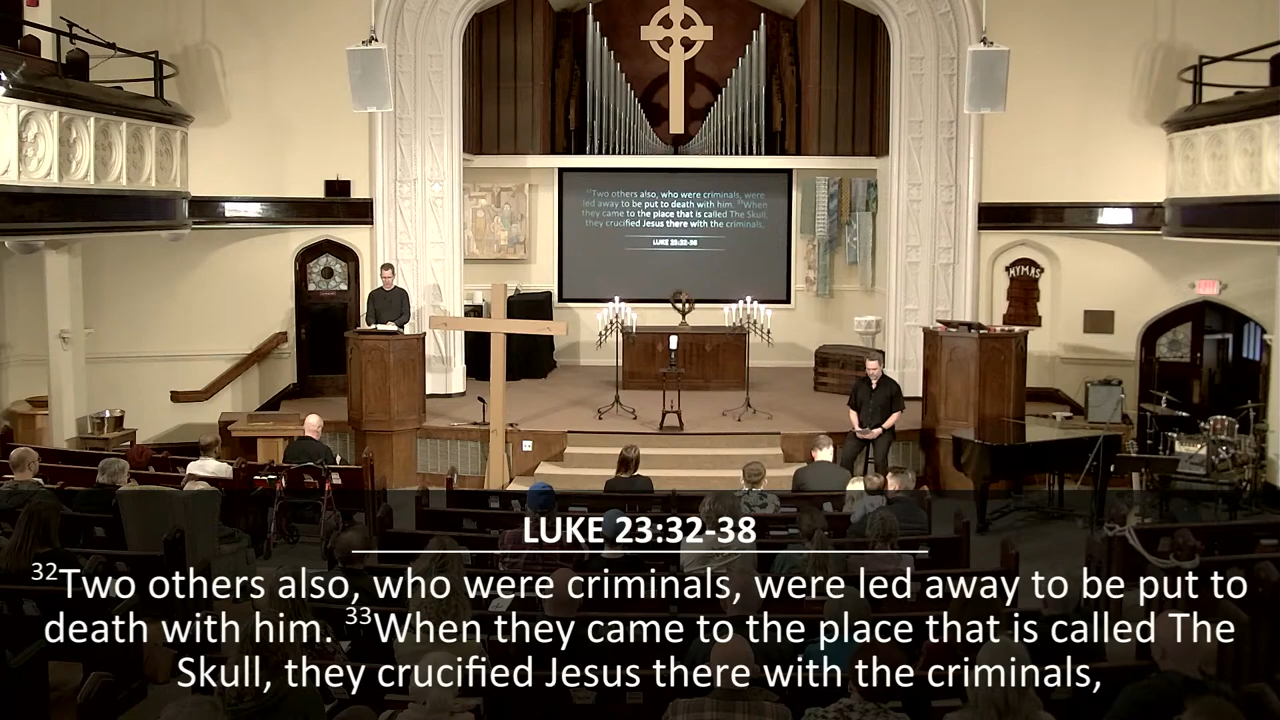 ³²Two others also, who were criminals, were
led away to be put to death with him. ³³When
they came to the place that is called The Skull,
they crucified Jesus there with the criminals,
LUKE 23:32-38
HYMNS
LUKE 23:32-38
³²Two others also, who were criminals, were led away to be put to
death with him. ³³When they came to the place that is called The
Skull, they crucified Jesus there with the criminals,